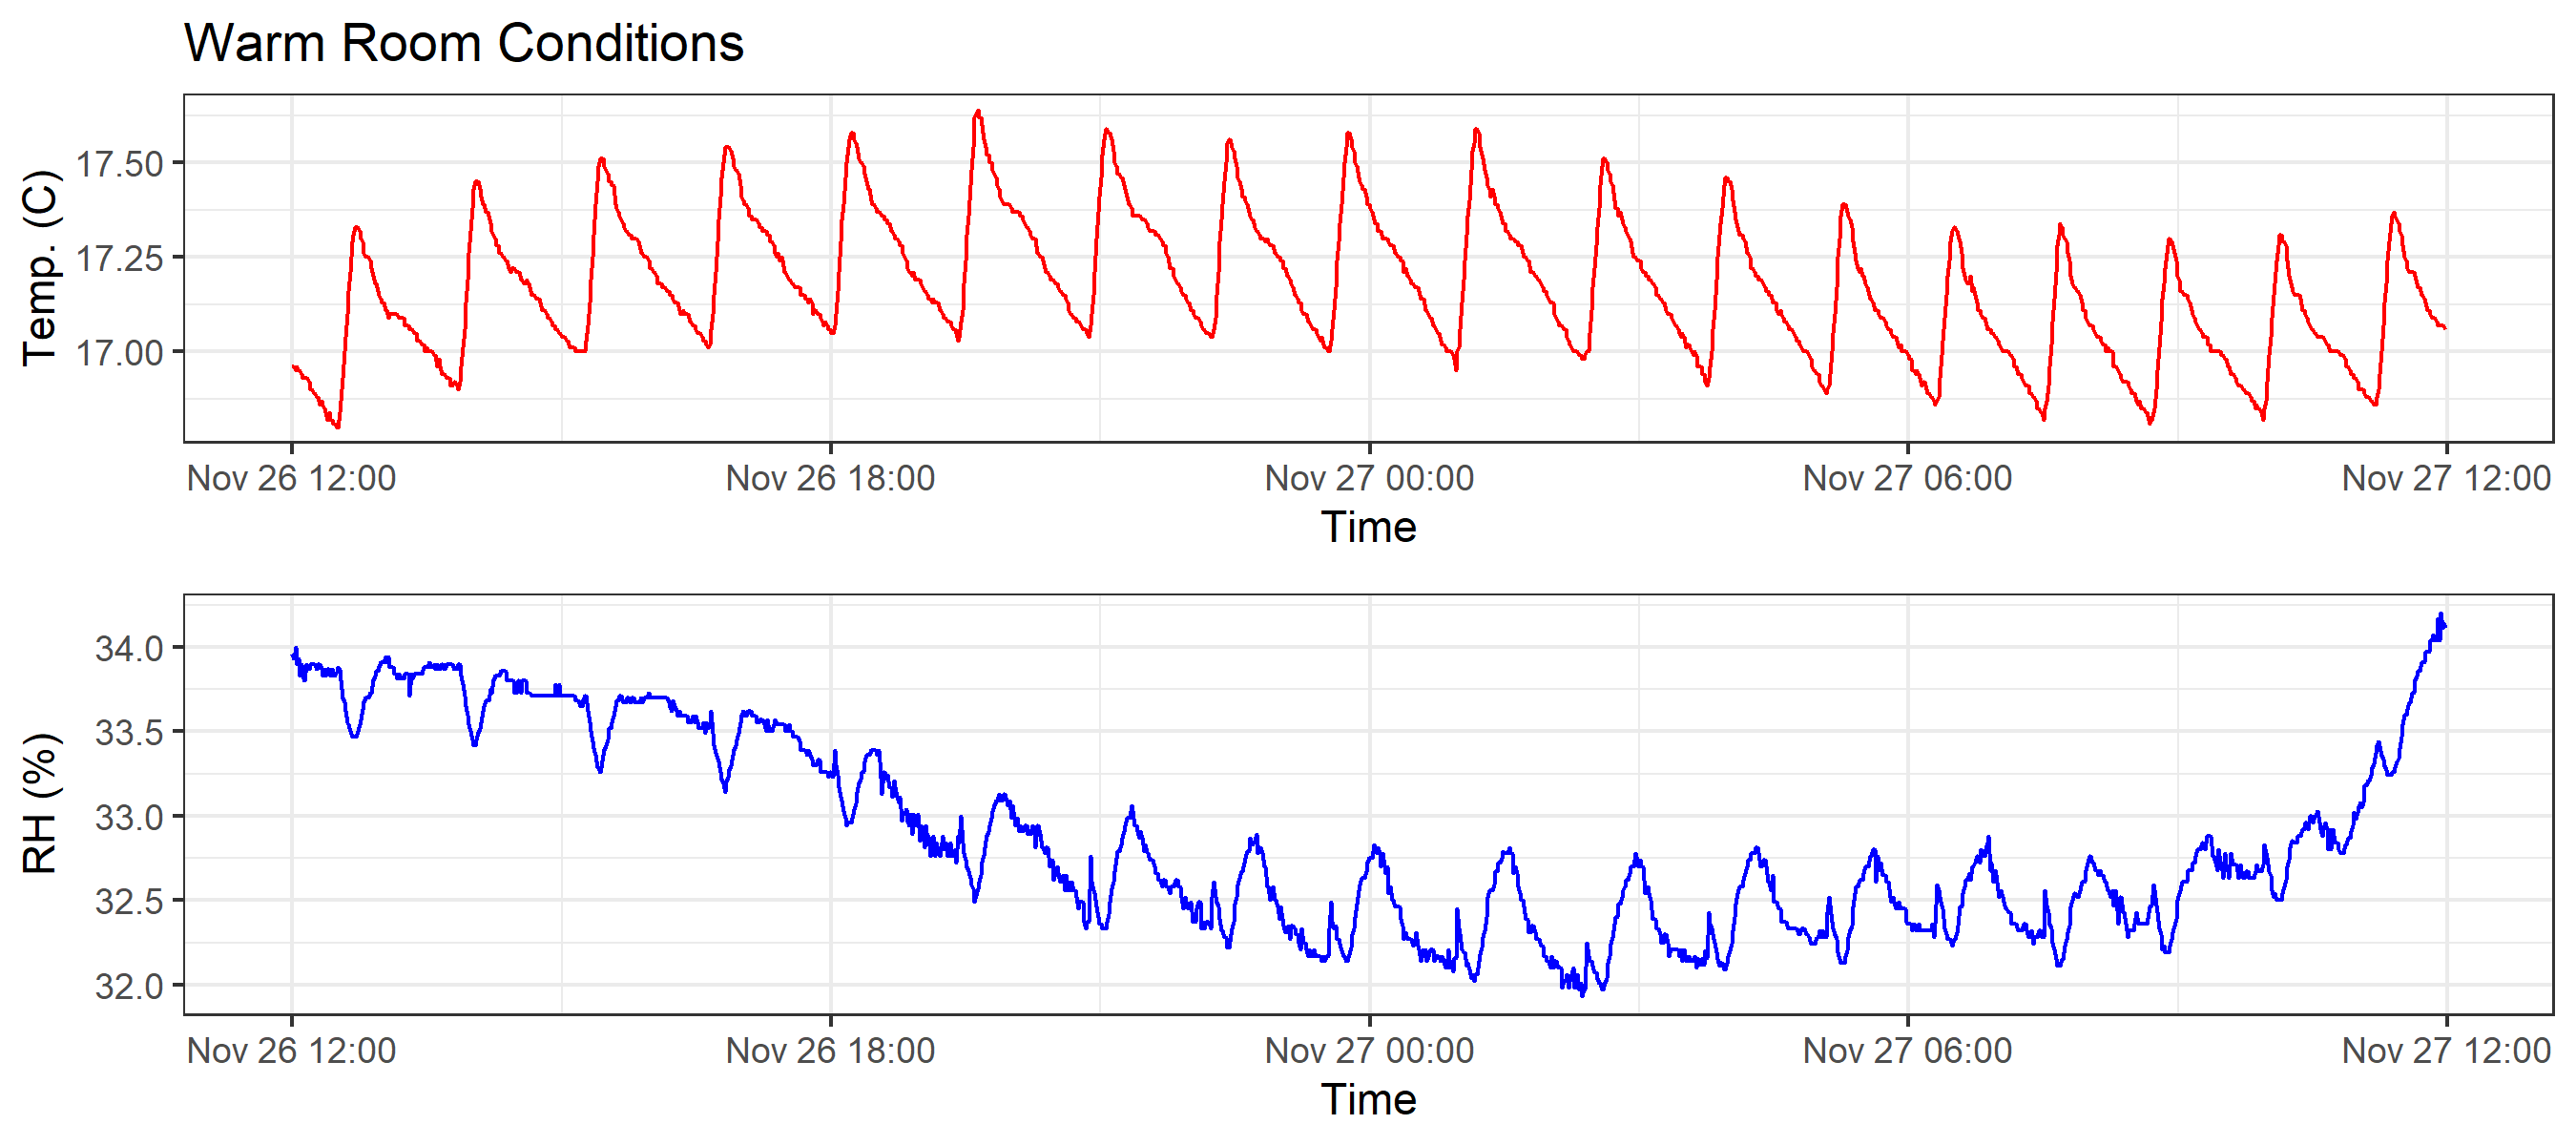 Warm Room Conditions
Temp. (C)
17.50
17.25
17.00
Nov 26 12:00 Nov 26 18:00 Nov 27 00:00 Nov 27 06:00 Nov 27 12:00
Time
RH (%)
34.0
33.5
33.0
32.5
32.0
Nov 26 12:00 Nov 26 18:00 Nov 27 00:00 Nov 27 06:00 Nov 27 12:00
Time